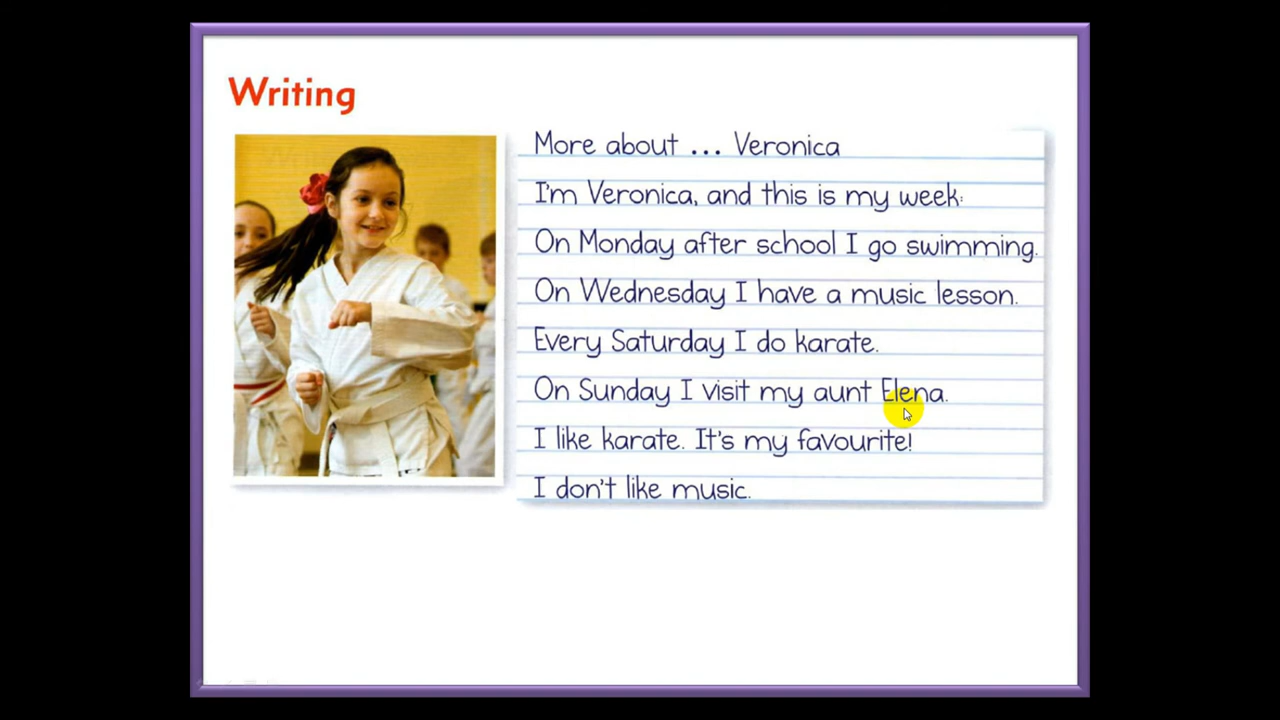 Writing
More about ... Veronica
I'm Veronica, and this is my week:
On Monday after school I go swimming.
On Wednesday I have a music lesson.
Every Saturday I do karate.
On Sunday I visit my aunt Elena.
I like karate. It's my favourite!
I don't like music.